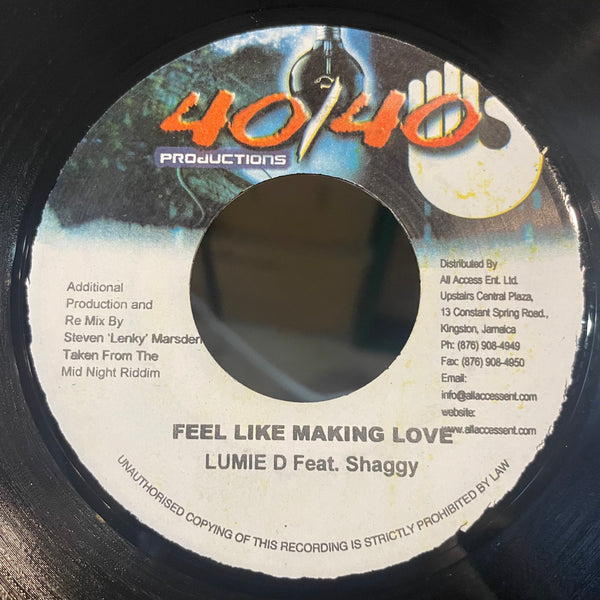 40/40
PRODUCTIONS
Additional
Production and
Re Mix By
Steven 'Lenky' Marsden
Taken From The
Mid Night Riddim
Distributed By
All Access Ent. Ltd.
Upstairs Central Plaza,
13 Constant Spring Road.,
Kingston, Jamaica
Ph: (876) 908-4949
Fax: (876) 908-4950
Email:
info@allaccessent.com
website:
www.allaccessent.com
FEEL LIKE MAKING LOVE
LUMIE D Feat. Shaggy
UNAUTHORISED COPYING OF THIS RECORDING IS STRICTLY PROHIBITED BY LAW